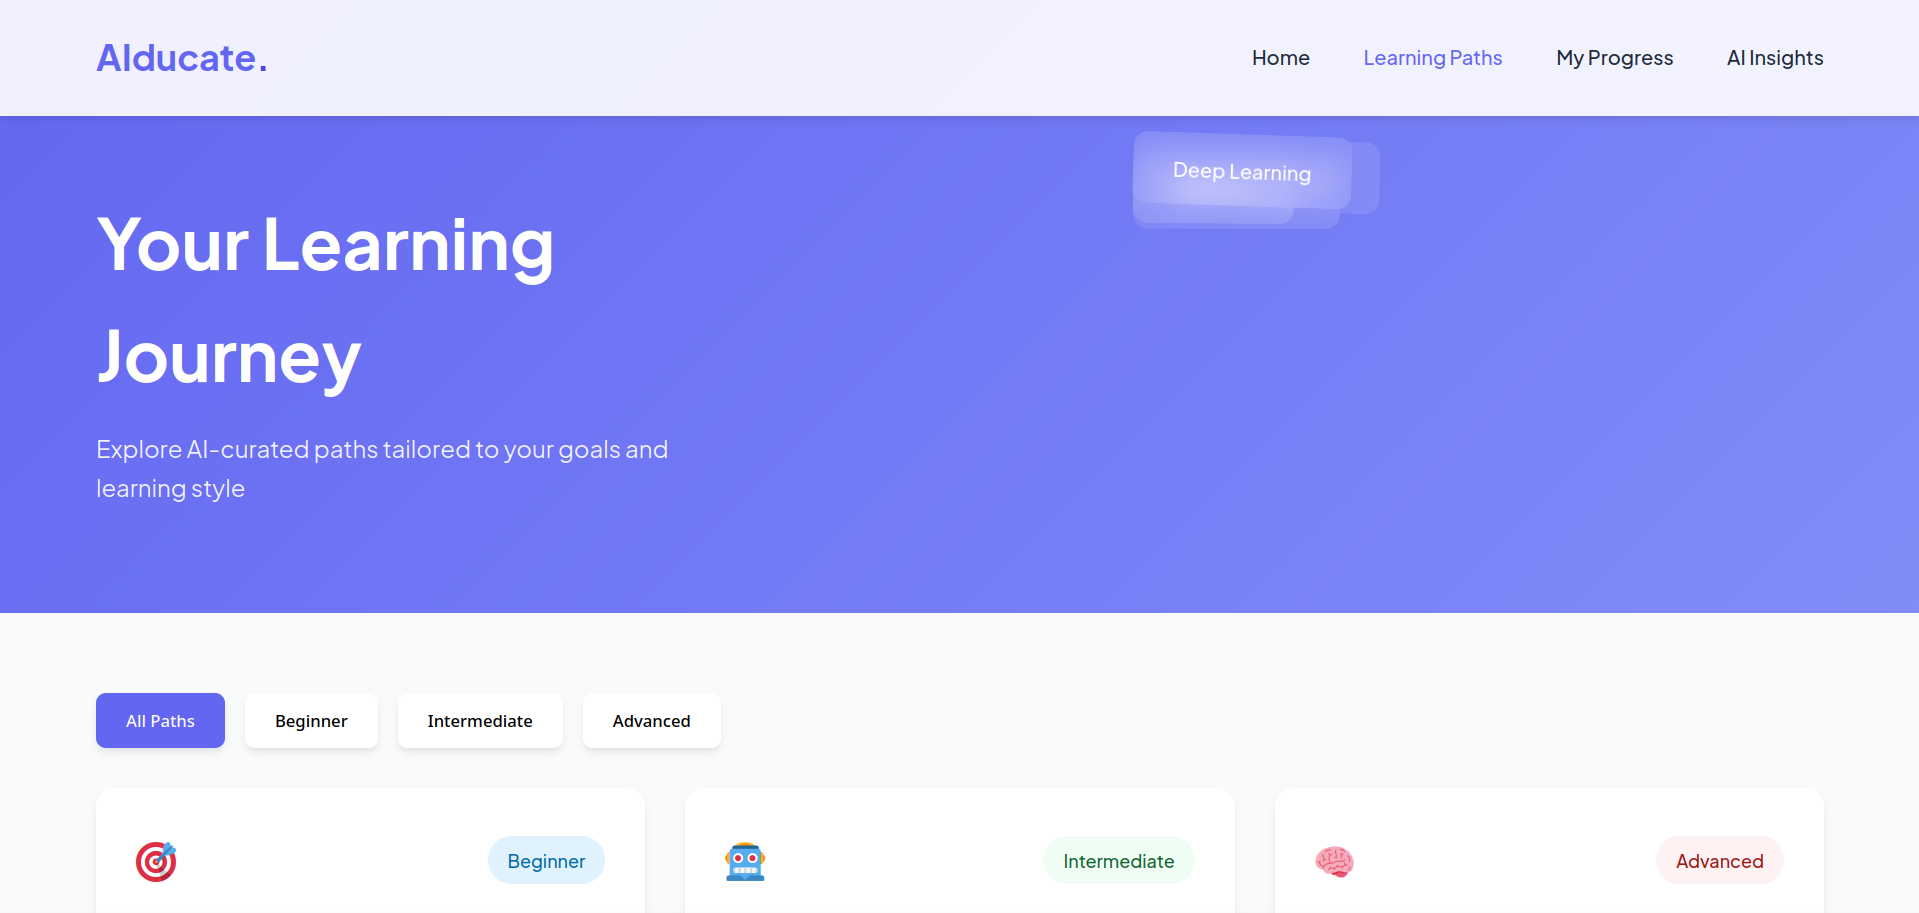 AIducate.
Home
Learning Paths
My Progress
AI Insights
Deep Learning
Your Learning
Journey
Explore AI-curated paths tailored to your goals and
learning style
All Paths
Beginner
Intermediate
Advanced
Beginner
Intermediate
Advanced